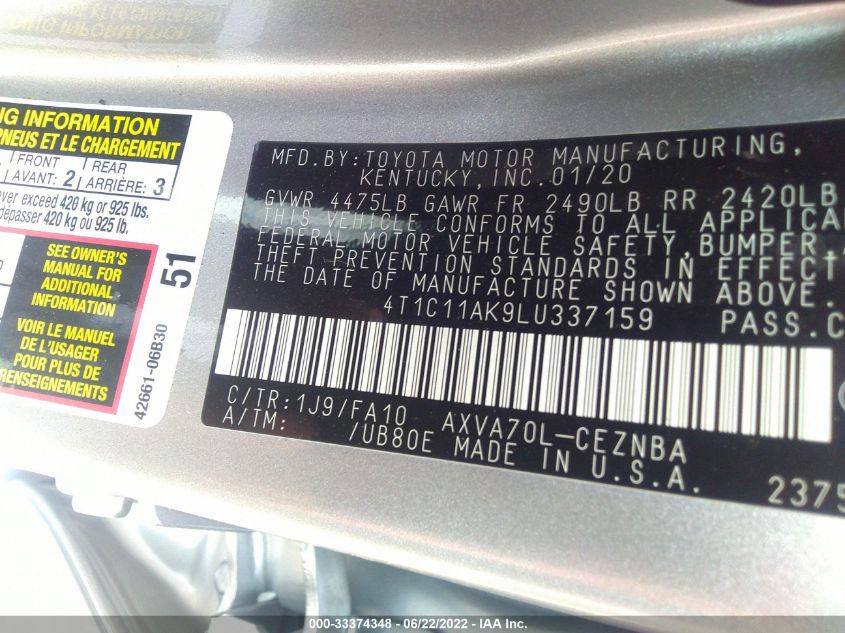 NG INFORMATION
PNEUS ET LE CHARGEMENT
FRONT
AVANT: 2
REAR
ARRIÈRE: 3
ver exceed 420 kg or 925 lbs.
dépasser 420 kg ou 925 lb.
SEE OWNER'S
MANUAL FOR
ADDITIONAL
INFORMATION
VOIR LE MANUEL
DE L'USAGER
POUR PLUS DE
RENSEIGNEMENTS
51
42661-06B30
MFD.BY:TOYOTA MOTOR MANUFACTURING,
KENTUCKY,INC.01/20
GVWR 4475LB GAWR FR 2490LB RR 2420LB
THIS VEHICLE CONFORMS TO ALL APPLICA
FEDERAL MOTOR VEHICLE SAFETY,BUMPER
THEFT PREVENTION STANDARDS IN EFFECT
THE DATE OF MANUFACTURE SHOWN ABOVE.
4T1C11AK9LU337159 PASS.C
C/TR:1J9/FA10 AXVA70L-CEZNBA
A/TM: /UB80E MADE IN U.S.A.
2375
000-33374348 - 06/22/2022 - IAA Inc.